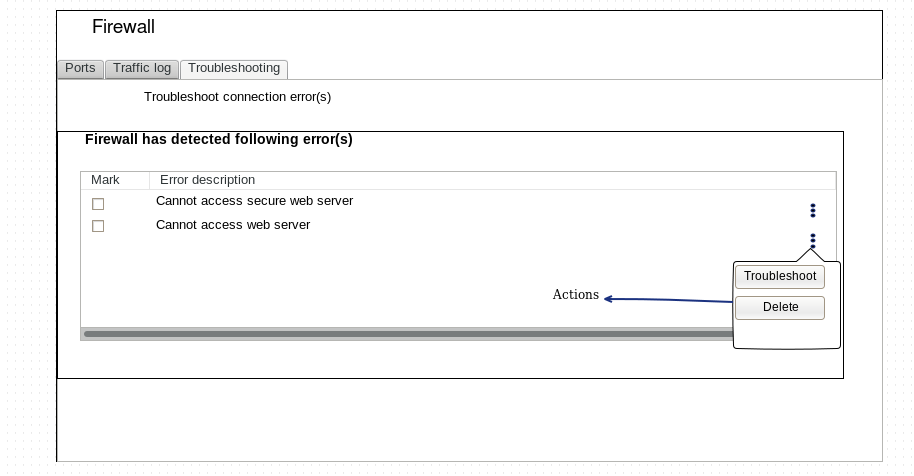 Firewall
Ports Traffic log Troubleshooting
Troubleshoot connection error(s)
Firewall has detected following error(s)
Mark Error description
Cannot access secure web server
Cannot access web server
Troubleshoot
Actions
Delete